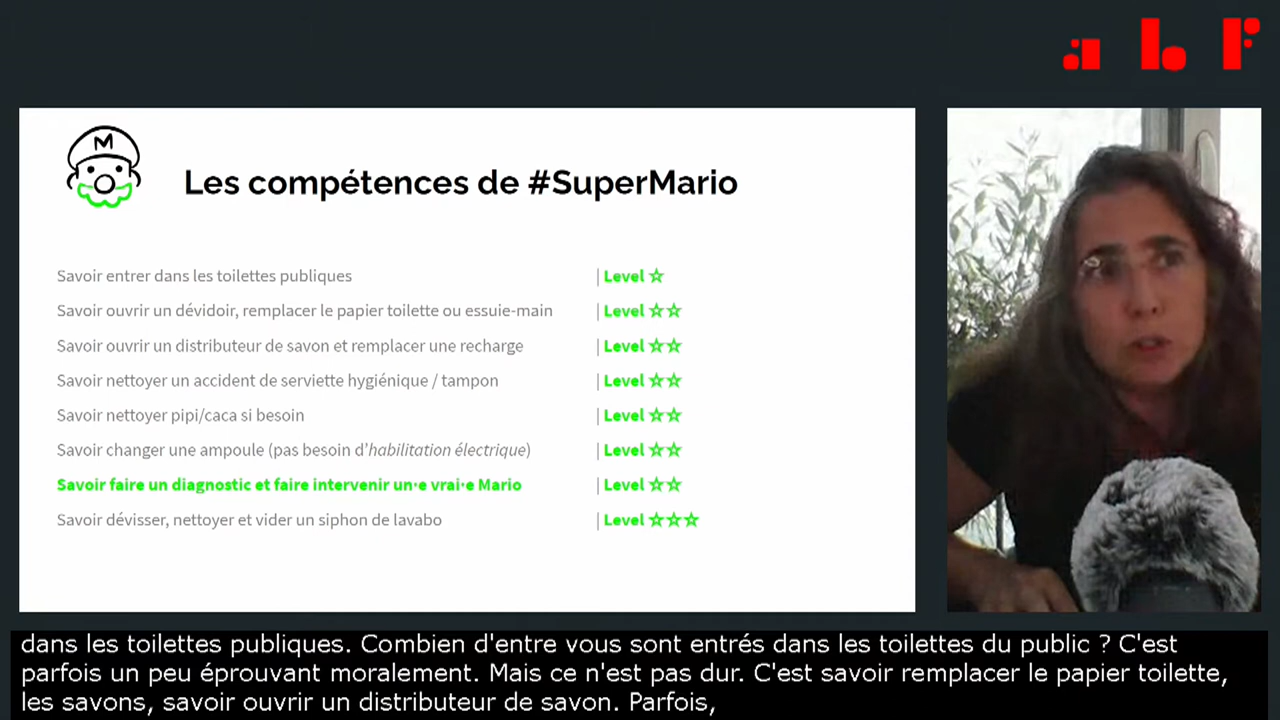 a b F
M
Les compétences de #SuperMario
Savoir entrer dans les toilettes publiques | Level ☆
Savoir ouvrir un dévidoir, remplacer le papier toilette ou essuie-main | Level ☆☆
Savoir ouvrir un distributeur de savon et remplacer une recharge | Level ☆☆
Savoir nettoyer un accident de serviette hygiénique / tampon | Level ☆☆
Savoir nettoyer pipi/caca si besoin | Level ☆☆
Savoir changer une ampoule (pas besoin d'habilitation électrique) | Level ☆☆
Savoir faire un diagnostic et faire intervenir un·e vrai·e Mario | Level ☆☆
Savoir dévisser, nettoyer et vider un siphon de lavabo | Level ☆☆☆
dans les toilettes publiques. Combien d'entre vous sont entrés dans les toilettes du public ? C'est
parfois un peu éprouvant moralement. Mais ce n'est pas dur. C'est savoir remplacer le papier toilette,
les savons, savoir ouvrir un distributeur de savon. Parfois,